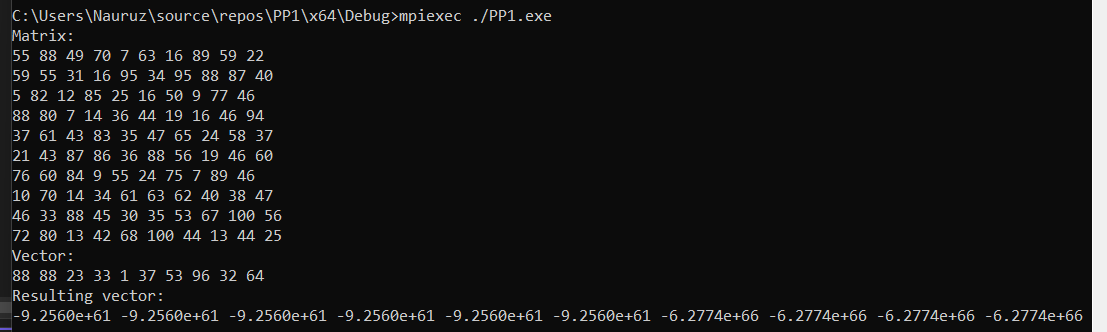 C:\Users\Nauruz\source\repos\PP1\x64\Debug>mpiexec ./PP1.exe
Matrix:
55 88 49 70 7 63 16 89 59 22
59 55 31 16 95 34 95 88 87 40
5 82 12 85 25 16 50 9 77 46
88 80 7 14 36 44 19 16 46 94
37 61 43 83 35 47 65 24 58 37
21 43 87 86 36 88 56 19 46 60
76 60 84 9 55 24 75 7 89 46
10 70 14 34 61 63 62 40 38 47
46 33 88 45 30 35 53 67 100 56
72 80 13 42 68 100 44 13 44 25
Vector:
88 88 23 33 1 37 53 96 32 64
Resulting vector:
-9.2560e+61 -9.2560e+61 -9.2560e+61 -9.2560e+61 -9.2560e+61 -9.2560e+61 -6.2774e+66 -6.2774e+66 -6.2774e+66 -6.2774e+66